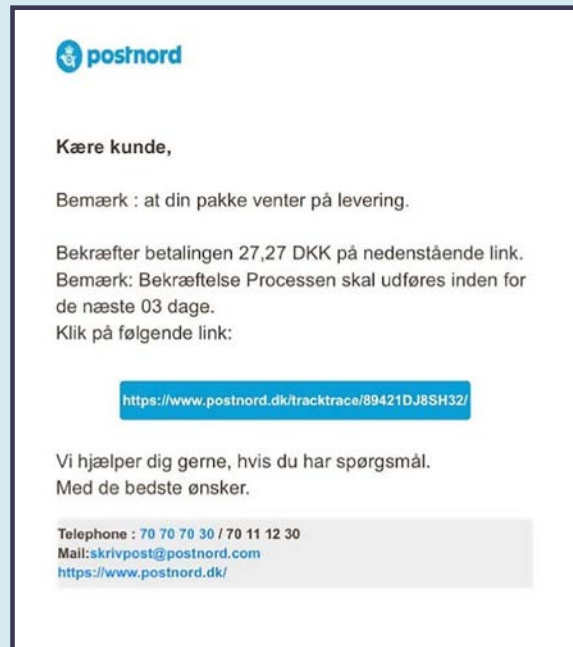 postnord
Kære kunde,
Bemærk : at din pakke venter på levering.
Bekræfter betalingen 27,27 DKK på nedenstående link.
Bemærk: Bekræftelse Processen skal udføres inden for
de næste 03 dage.
Klik på følgende link:
https://www.postnord.dk/tracktrace/89421DJ8SH32/
Vi hjælper dig gerne, hvis du har spørgsmål.
Med de bedste ønsker.
Telephone : 70 70 70 30 / 70 11 12 30
Mail:skrivpost@postnord.com
https://www.postnord.dk/